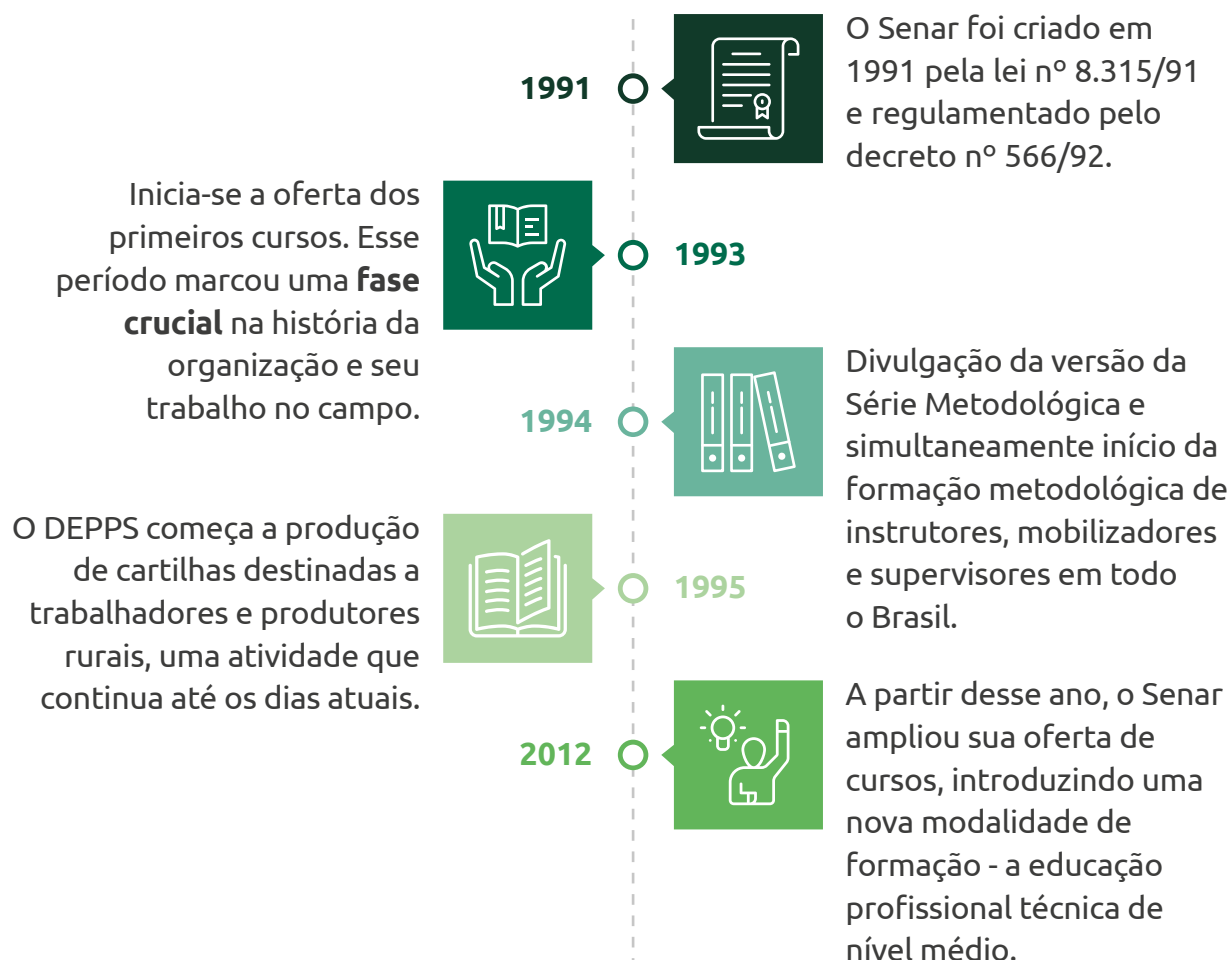 1991
O Senar foi criado em
1991 pela lei nº 8.315/91
e regulamentado pelo
decreto nº 566/92.
1993
Inicia-se a oferta dos
primeiros cursos. Esse
período marcou uma fase
crucial na história da
organização e seu
trabalho no campo.
1994
Divulgação da versão da
Série Metodológica e
simultaneamente início da
formação metodológica de
instrutores, mobilizadores
e supervisores em todo
o Brasil.
1995
O DEPPS começa a produção
de cartilhas destinadas a
trabalhadores e produtores
rurais, uma atividade que
continua até os dias atuais.
2012
A partir desse ano, o Senar
ampliou sua oferta de
cursos, introduzindo uma
nova modalidade de
formação - a educação
profissional técnica de
nível médio.